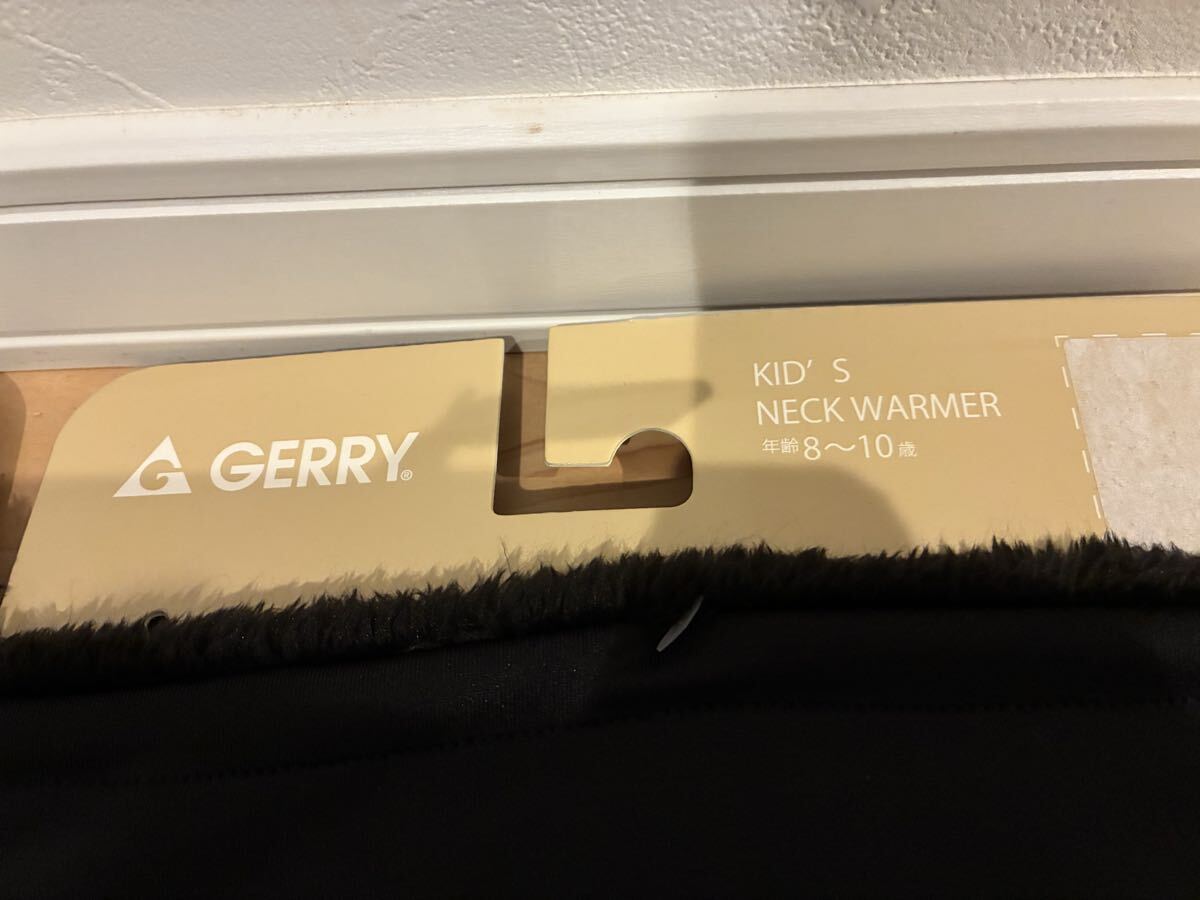 G GERRY®
KID'S
NECK WARMER
年齢8〜10歳